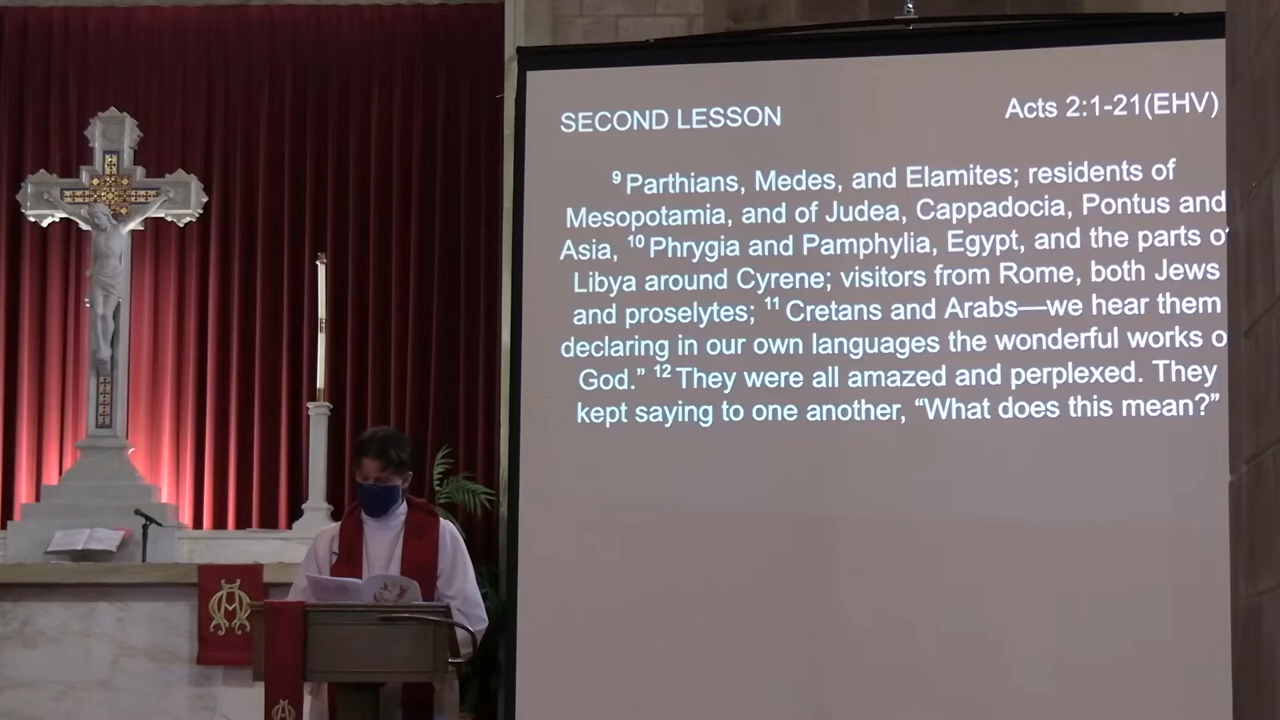 SECOND LESSON
Acts 2:1-21(EHV)
⁹ Parthians, Medes, and Elamites; residents of
Mesopotamia, and of Judea, Cappadocia, Pontus and
Asia, ¹⁰ Phrygia and Pamphylia, Egypt, and the parts o
Libya around Cyrene; visitors from Rome, both Jews
and proselytes; ¹¹ Cretans and Arabs—we hear them
declaring in our own languages the wonderful works o
God.” ¹² They were all amazed and perplexed. They
kept saying to one another, “What does this mean?”